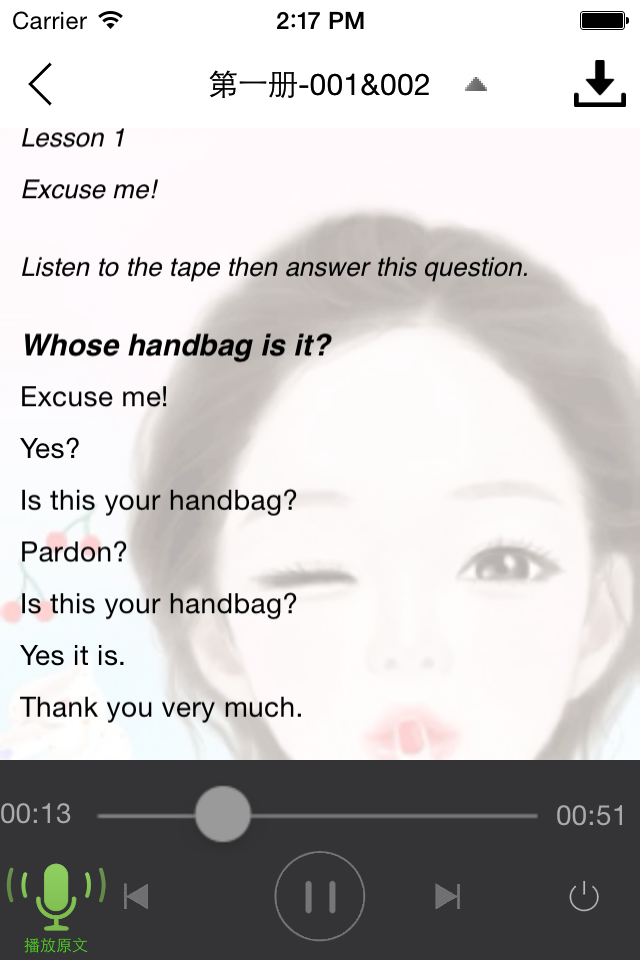 Carrier 2:17 PM
第一册-001&002
Lesson 1
Excuse me!
Listen to the tape then answer this question.
Whose handbag is it?
Excuse me!
Yes?
Is this your handbag?
Pardon?
Is this your handbag?
Yes it is.
Thank you very much.
00:13 00:51
播放原文